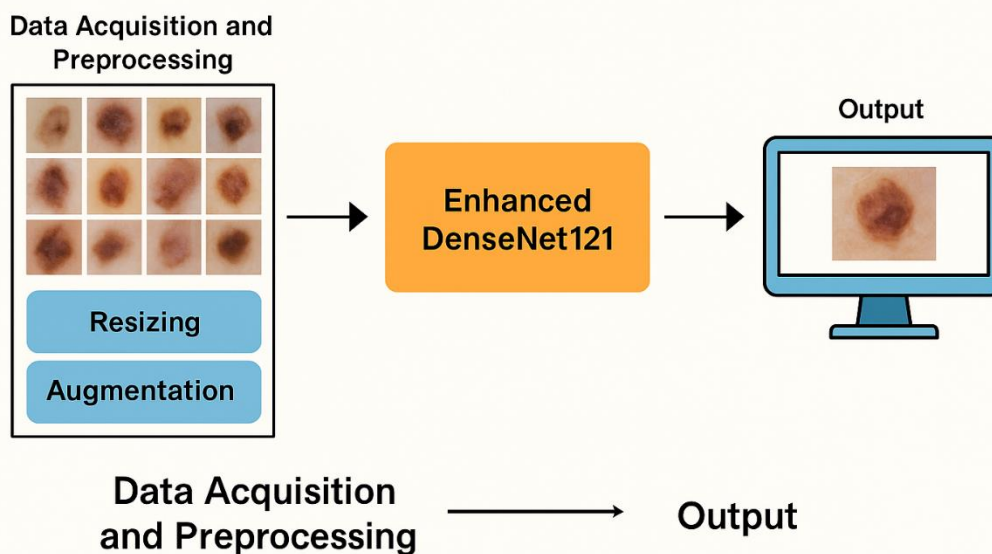 Data Acquisition and
Preprocessing
Resizing
Augmentation
Enhanced
DenseNet121
Output
Data Acquisition
and Preprocessing
Output